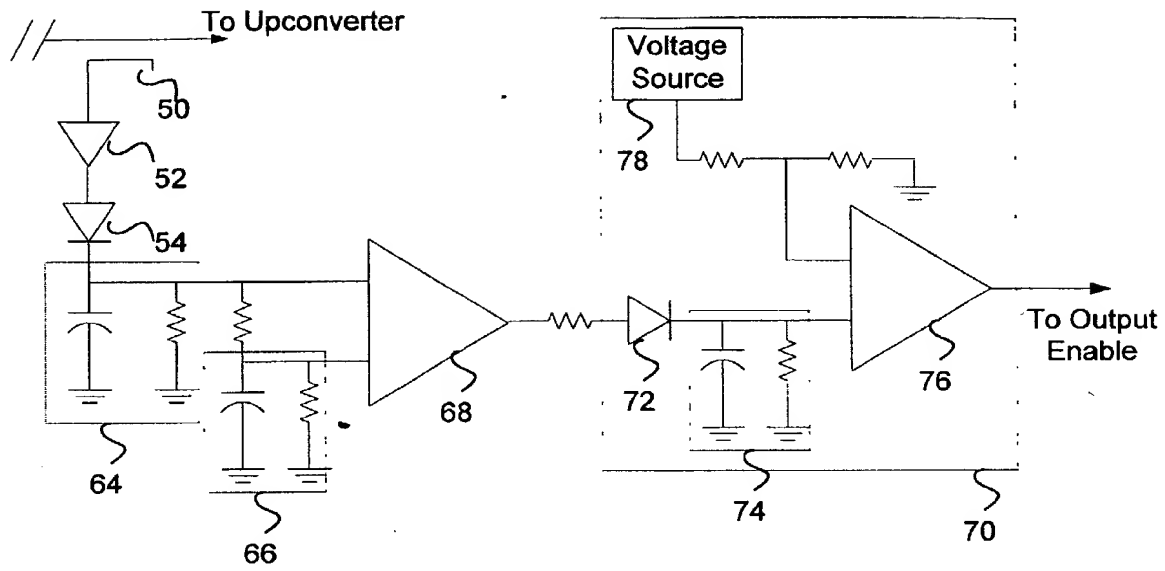 To Upconverter
Voltage
Source
50
78
52
54
To Output
Enable
72
76
68
64
74
70
66